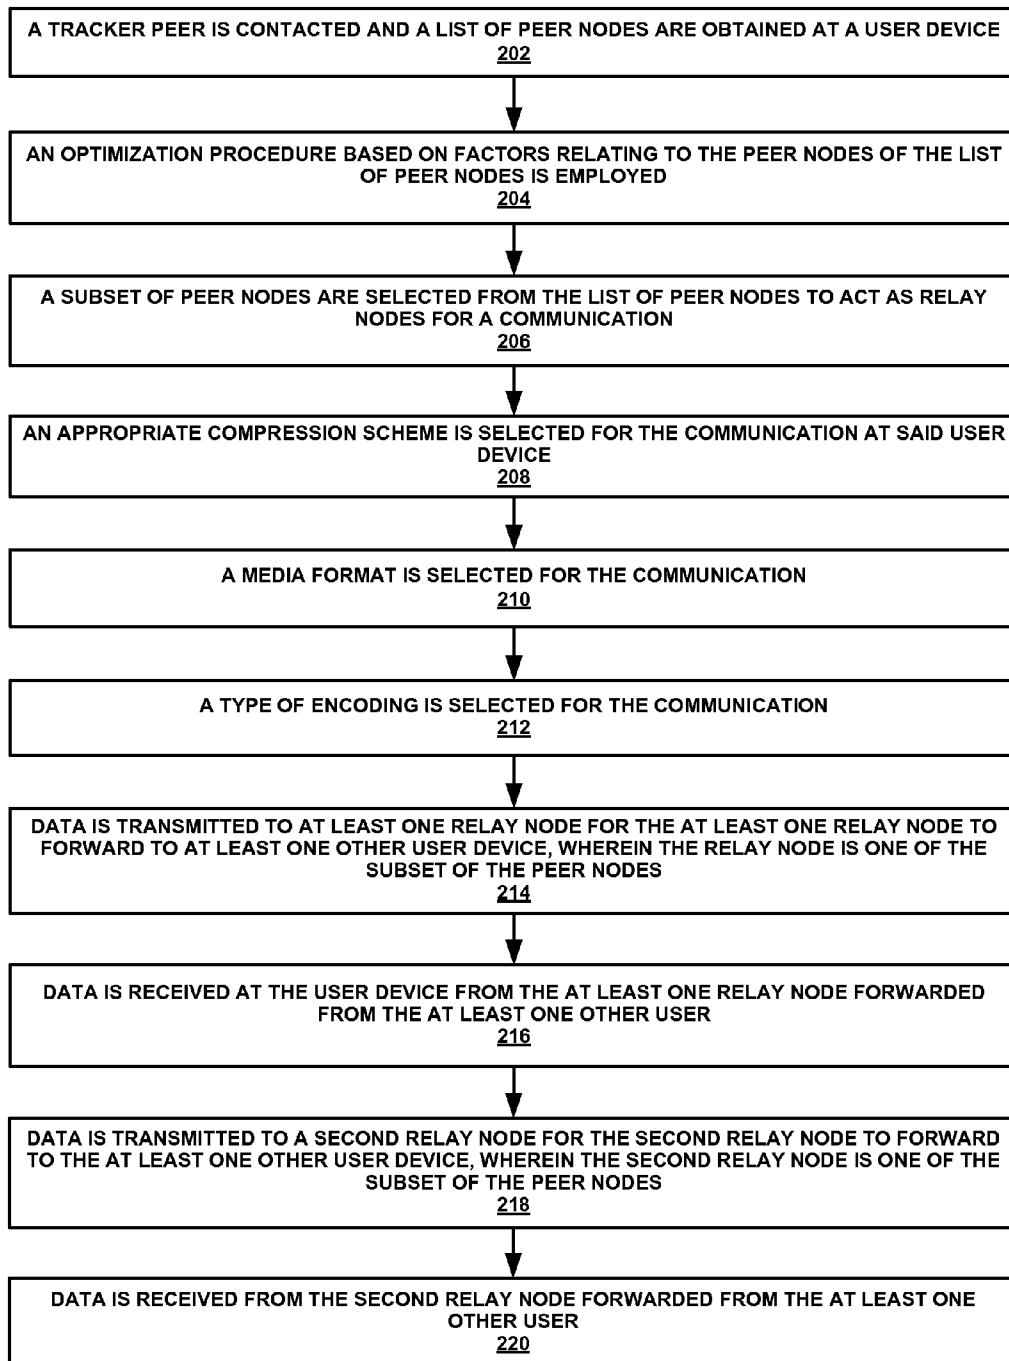 A TRACKER PEER IS CONTACTED AND A LIST OF PEER NODES ARE OBTAINED AT A USER DEVICE
202
AN OPTIMIZATION PROCEDURE BASED ON FACTORS RELATING TO THE PEER NODES OF THE LIST
OF PEER NODES IS EMPLOYED
204
A SUBSET OF PEER NODES ARE SELECTED FROM THE LIST OF PEER NODES TO ACT AS RELAY
NODES FOR A COMMUNICATION
206
AN APPROPRIATE COMPRESSION SCHEME IS SELECTED FOR THE COMMUNICATION AT SAID USER
DEVICE
208
A MEDIA FORMAT IS SELECTED FOR THE COMMUNICATION
210
A TYPE OF ENCODING IS SELECTED FOR THE COMMUNICATION
212
DATA IS TRANSMITTED TO AT LEAST ONE RELAY NODE FOR THE AT LEAST ONE RELAY NODE TO
FORWARD TO AT LEAST ONE OTHER USER DEVICE, WHEREIN THE RELAY NODE IS ONE OF THE
SUBSET OF THE PEER NODES
214
DATA IS RECEIVED AT THE USER DEVICE FROM THE AT LEAST ONE RELAY NODE FORWARDED
FROM THE AT LEAST ONE OTHER USER
216
DATA IS TRANSMITTED TO A SECOND RELAY NODE FOR THE SECOND RELAY NODE TO FORWARD
TO THE AT LEAST ONE OTHER USER DEVICE, WHEREIN THE SECOND RELAY NODE IS ONE OF THE
SUBSET OF THE PEER NODES
218
DATA IS RECEIVED FROM THE SECOND RELAY NODE FORWARDED FROM THE AT LEAST ONE
OTHER USER
220